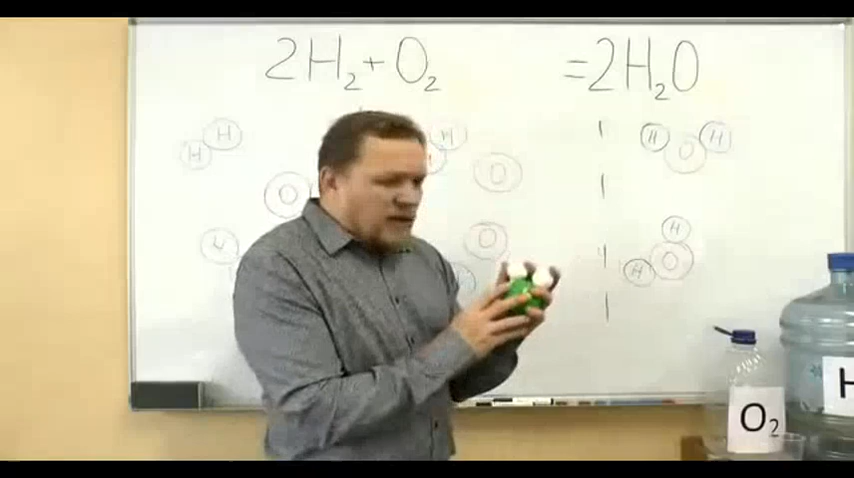 2H₂ + O₂ = 2H₂O
H H H H O H
O O O
H O H
H O
O₂ H